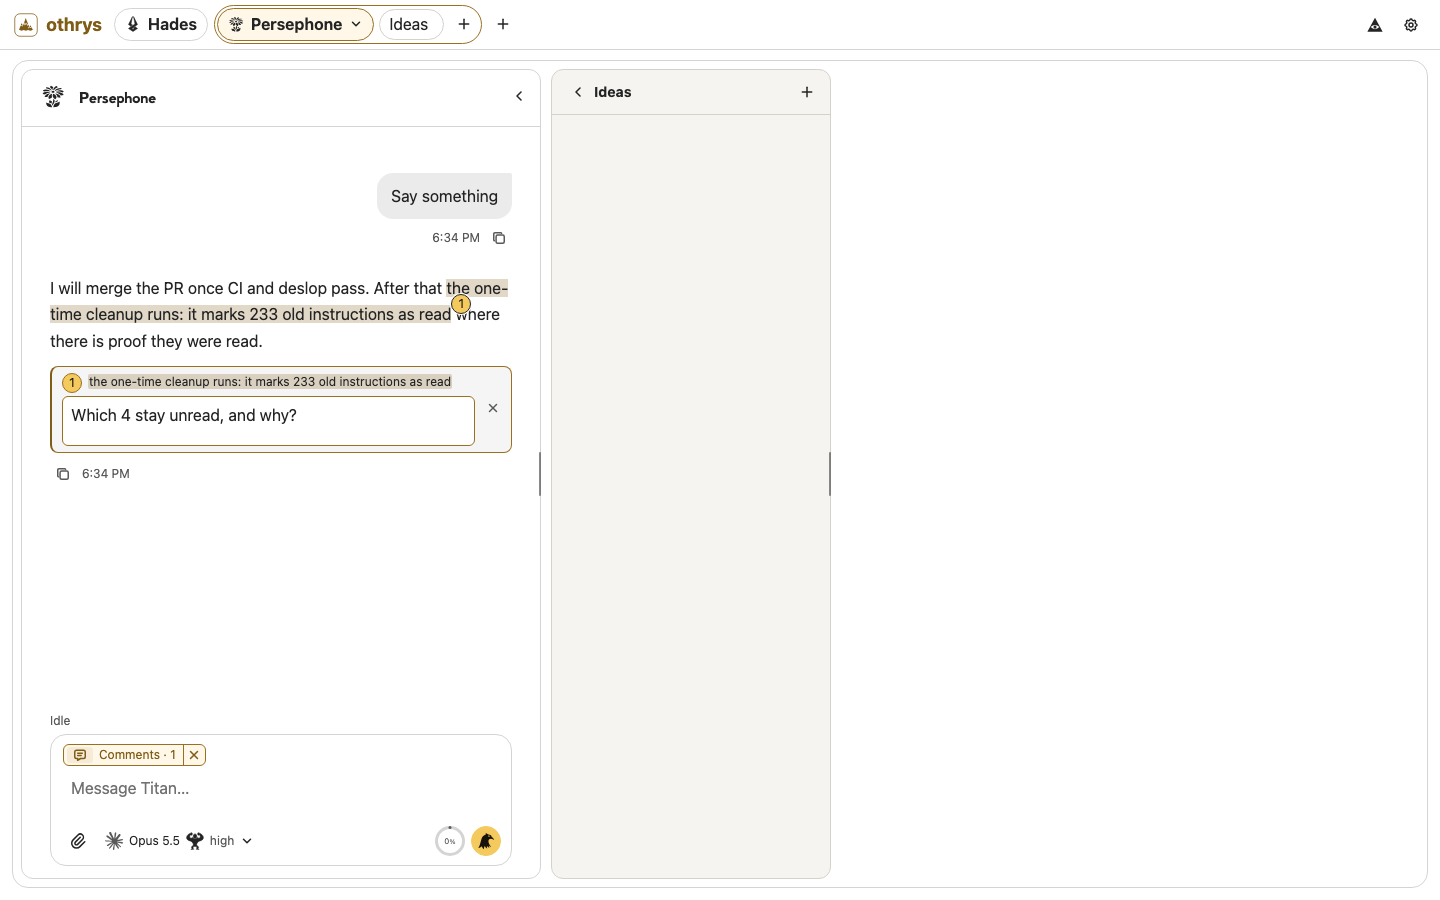 othrys
Hades
Persephone
Ideas
Persephone
Ideas
Say something
6:34 PM
I will merge the PR once CI and deslop pass. After that the one-
time cleanup runs: it marks 233 old instructions as read where
1
there is proof they were read.
1 the one-time cleanup runs: it marks 233 old instructions as read
Which 4 stay unread, and why?
6:34 PM
Idle
Comments · 1
Message Titan...
Opus 5.5 high
0%